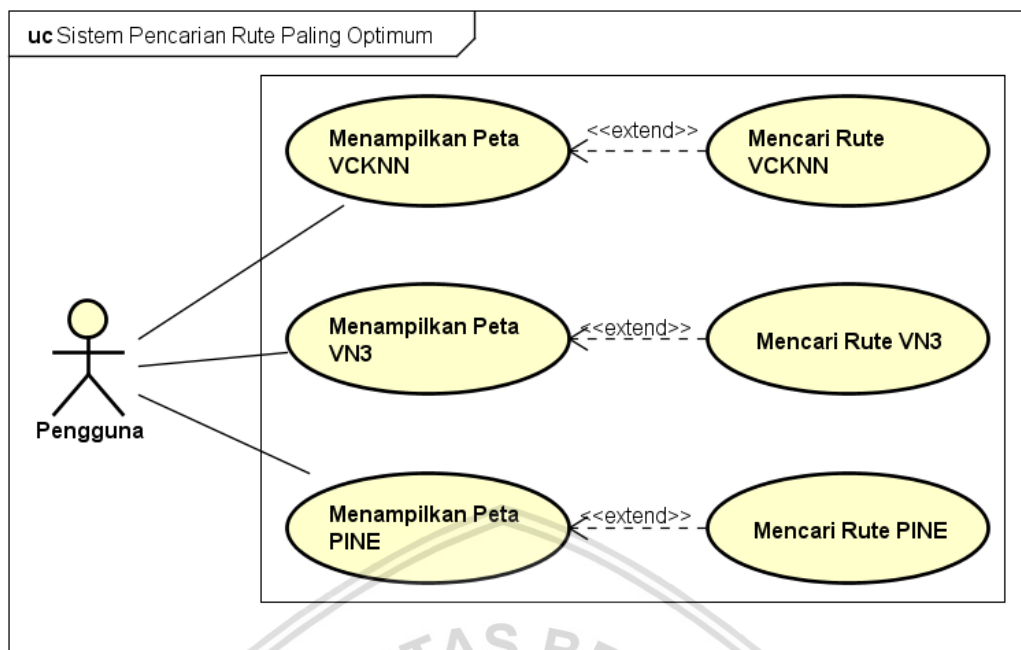 uc Sistem Pencarian Rute Paling Optimum
Menampilkan Peta
VCKNN
<<extend>>
Mencari Rute
VCKNN
Menampilkan Peta
VN3
<<extend>>
Mencari Rute VN3
Pengguna
Menampilkan Peta
PINE
<<extend>>
Mencari Rute PINE